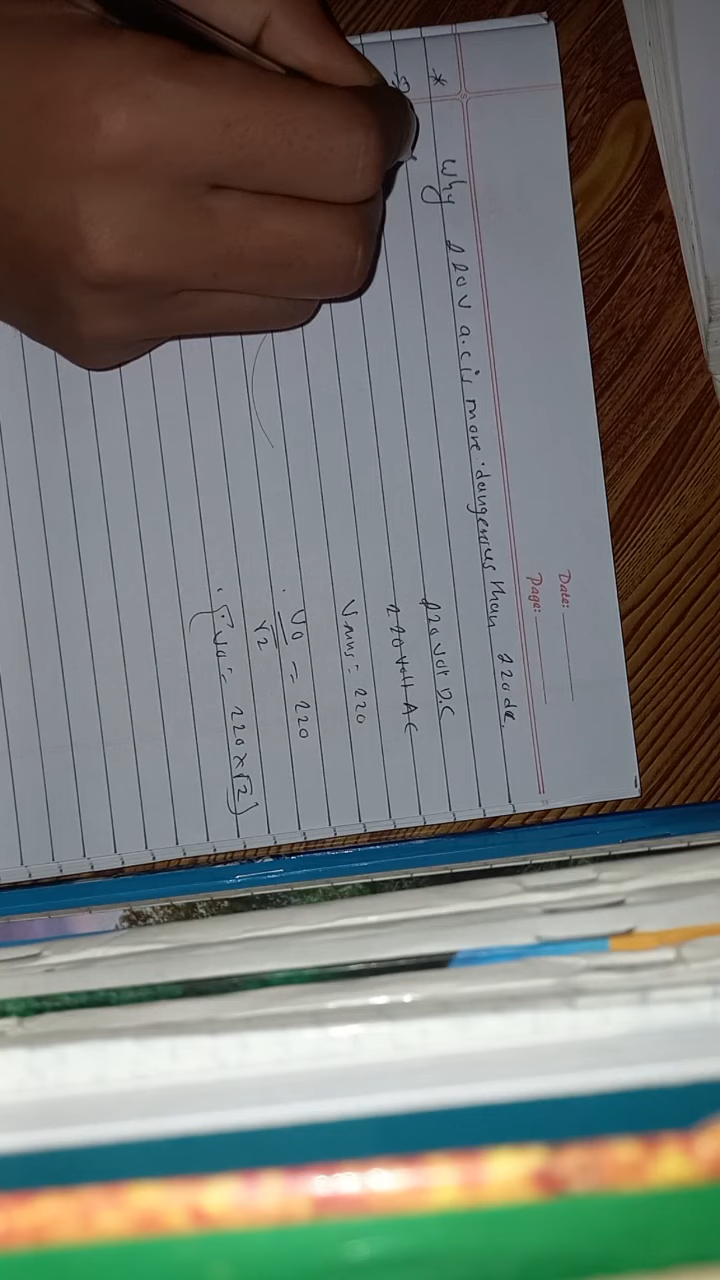 Date:
Page:
* Why 220V a.c is more dangerous than 220 dc.
220 Volt D.C
220 Volt AC
Vrms = 220
V0/√2 = 220
{∵ V0 = 220×√2}